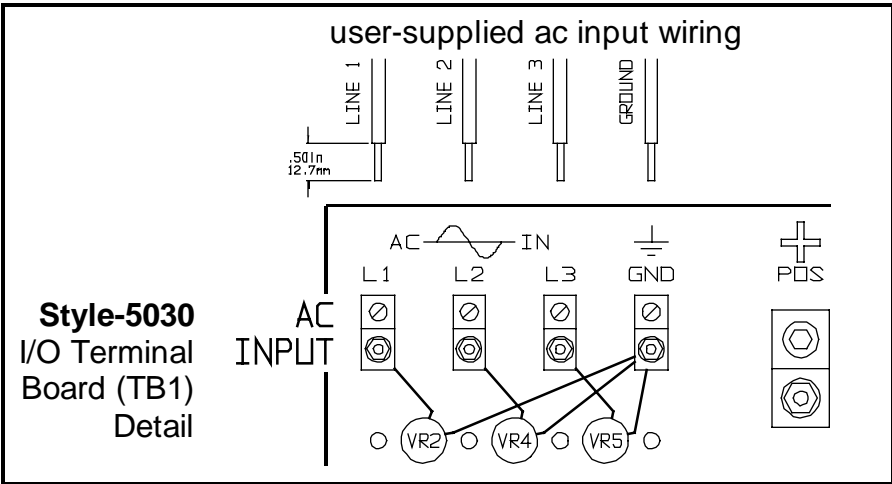 user-supplied ac input wiring
LINE 1
LINE 2
LINE 3
GROUND
.50in
12.7mm
AC IN
L1 L2 L3 GND POS
AC
INPUT
Style-5030
I/O Terminal
Board (TB1)
Detail
VR2 VR4 VR5